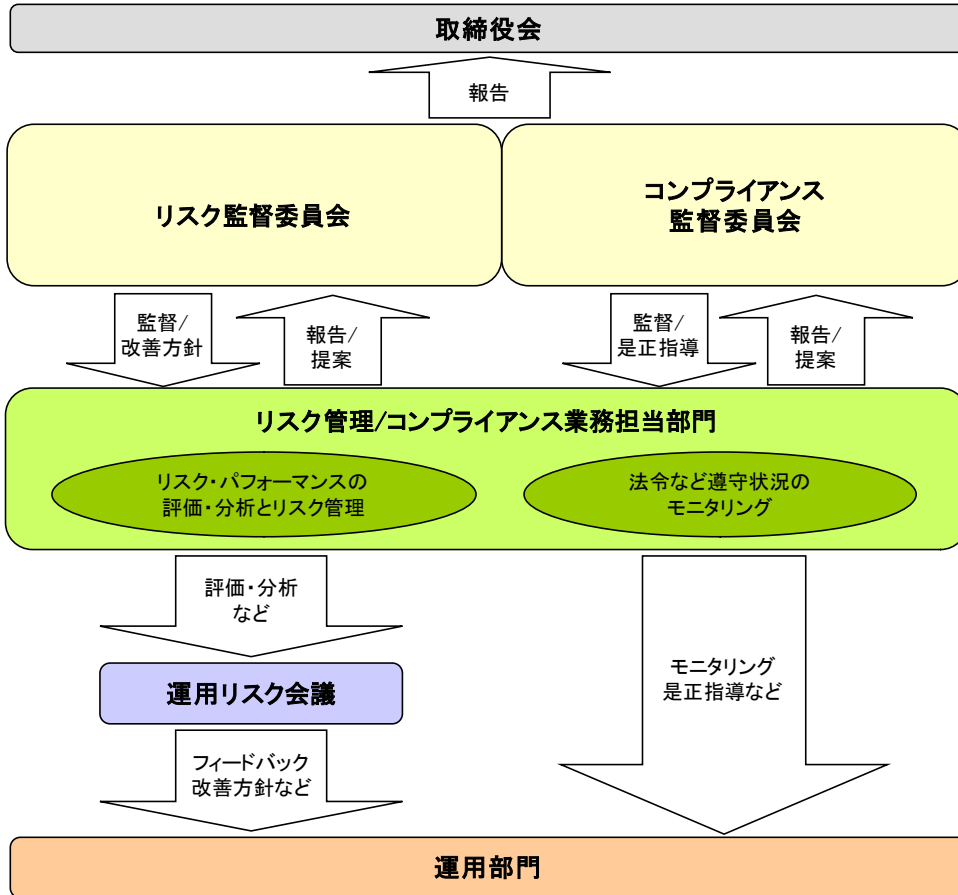 取締役会
報告
リスク監督委員会
コンプライアンス
監督委員会
監督/
改善方針
報告/
提案
監督/
是正指導
報告/
提案
リスク管理/コンプライアンス業務担当部門
リスク・パフォーマンスの
評価・分析とリスク管理
法令など遵守状況の
モニタリング
評価・分析
など
運用リスク会議
モニタリング
是正指導など
フィードバック
改善方針など
運用部門